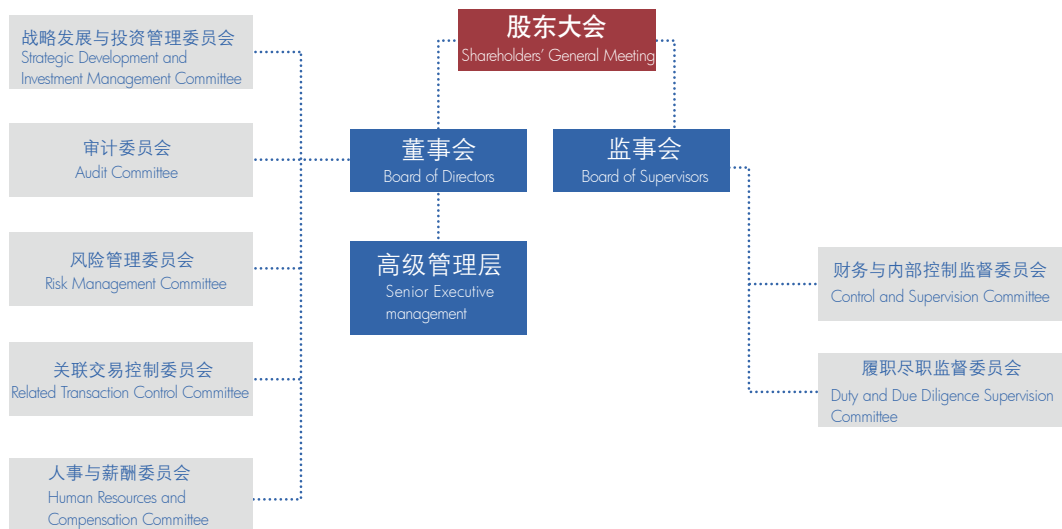 股东大会
Shareholders' General Meeting
战略发展与投资管理委员会
Strategic Development and
Investment Management Committee
审计委员会
Audit Committee
董事会
Board of Directors
监事会
Board of Supervisors
风险管理委员会
Risk Management Committee
高级管理层
Senior Executive
management
财务与内部控制监督委员会
Control and Supervision Committee
关联交易控制委员会
Related Transaction Control Committee
履职尽职监督委员会
Duty and Due Diligence Supervision
Committee
人事与薪酬委员会
Human Resources and
Compensation Committee